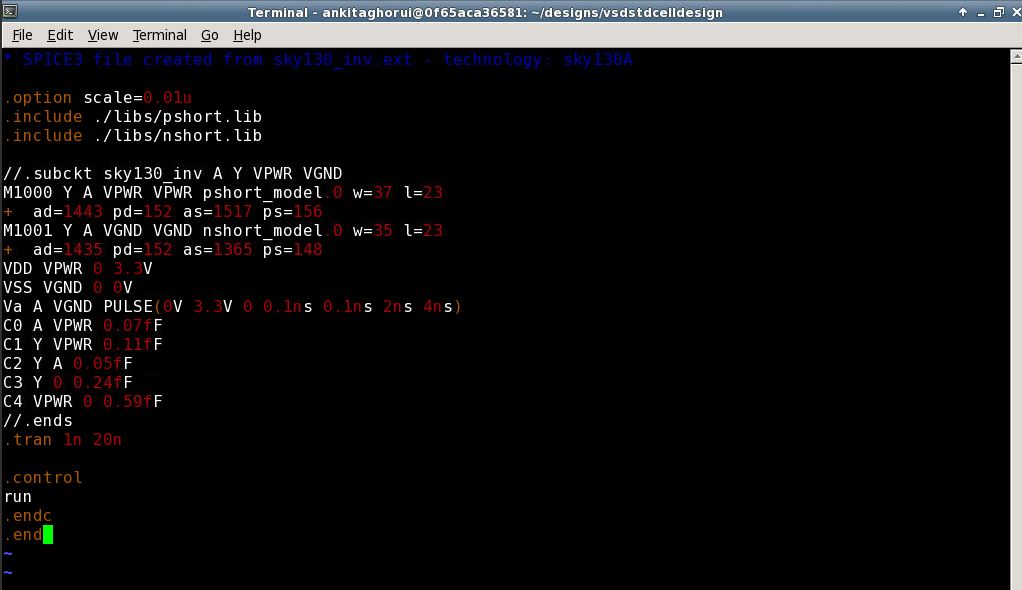 Terminal - ankitaghorui@0f65aca36581: ~/designs/vsdstdcelldesign
File Edit View Terminal Go Help
* SPICE3 file created from sky130_inv.ext - technology: sky130A
.option scale=0.01u
.include ./libs/pshort.lib
.include ./libs/nshort.lib
//.subckt sky130_inv A Y VPWR VGND
M1000 Y A VPWR VPWR pshort_model.0 w=37 l=23
+  ad=1443 pd=152 as=1517 ps=156
M1001 Y A VGND VGND nshort_model.0 w=35 l=23
+  ad=1435 pd=152 as=1365 ps=148
VDD VPWR 0 3.3V
VSS VGND 0 0V
Va A VGND PULSE(0V 3.3V 0 0.1ns 0.1ns 2ns 4ns)
C0 A VPWR 0.07fF
C1 Y VPWR 0.11fF
C2 Y A 0.05fF
C3 Y 0 0.24fF
C4 VPWR 0 0.59fF
//.ends
.tran 1n 20n
.control
run
.endc
.end
~
~